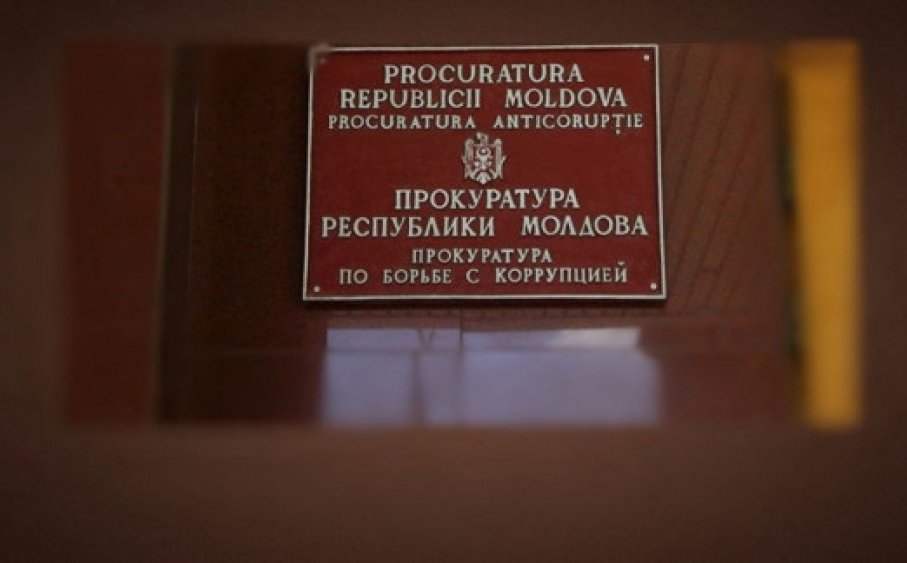 PROCURATURA
REPUBLICII MOLDOVA
PROCURATURA ANTICORUPȚIE
ПРОКУРАТУРА
РЕСПУБЛИКИ МОЛДОВА
ПРОКУРАТУРА
ПО БОРЬБЕ С КОРРУПЦИЕЙ